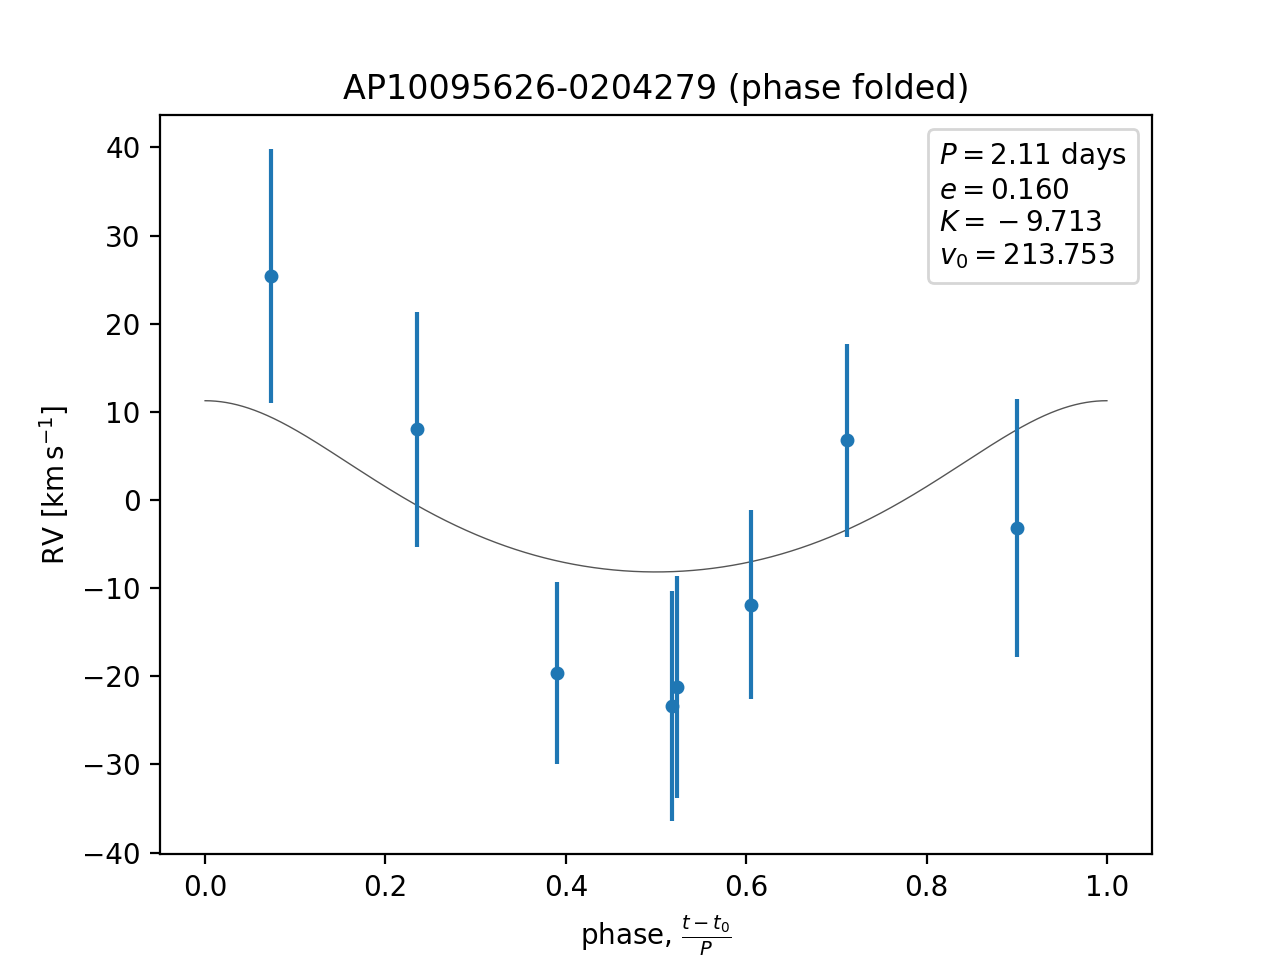 AP10095626-0204279 (phase folded)
P = 2.11 days
e = 0.160
K = −9.713
v₀ = 213.753
40
30
20
10
0
−10
−20
−30
−40
RV [km s⁻¹]
0.0 0.2 0.4 0.6 0.8 1.0
phase, (t − t₀)/P